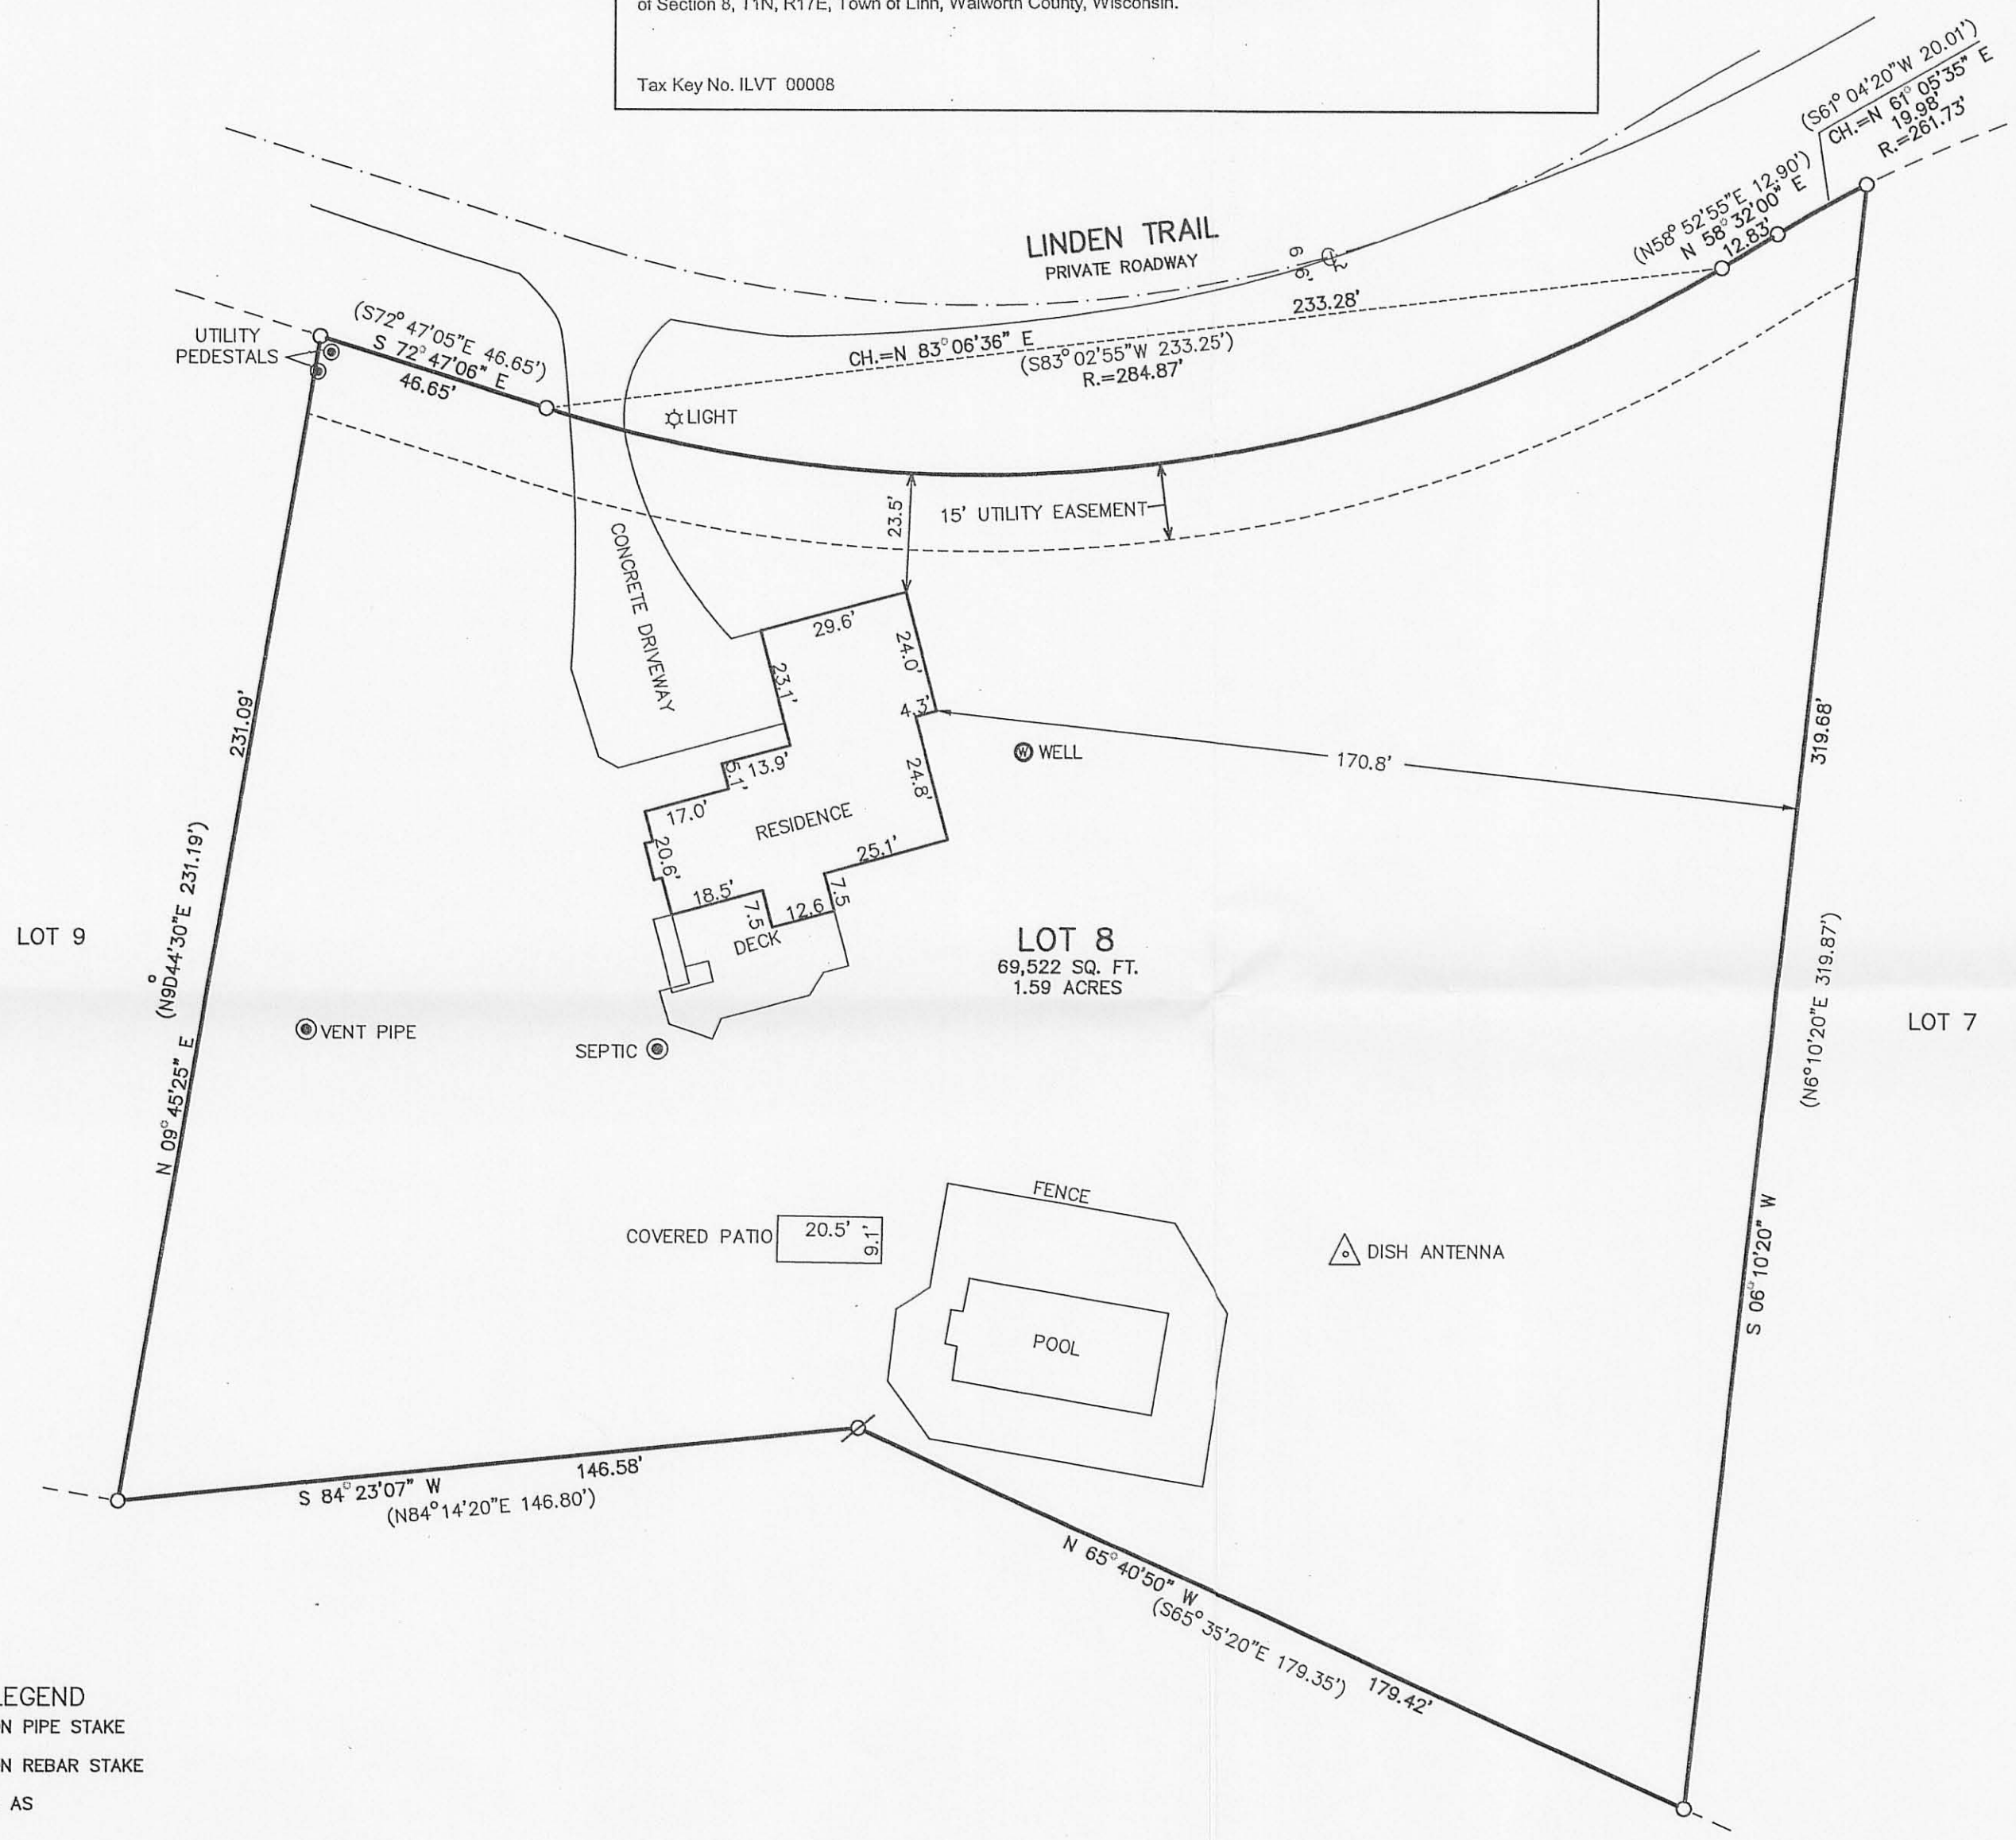 of Section 8, T1N, R17E, Town of Linn, Walworth County, Wisconsin.
Tax Key No. ILVT 00008
(S61° 04'20"W 20.01')
CH.=N 61° 05'35" E
19.98'
R.=261.73'
(N58° 52'55"E 12.90')
N 58° 32'00" E
12.83'
LINDEN TRAIL
PRIVATE ROADWAY
66'
233.28'
CH.=N 83° 06'36" E
(S83° 02'55"W 233.25')
R.=284.87'
UTILITY
PEDESTALS
(S72° 47'05"E 46.65')
S 72° 47'06" E
46.65'
LIGHT
23.5'
15' UTILITY EASEMENT
CONCRETE DRIVEWAY
29.6'
24.0'
23.1'
4.3'
WELL
170.8'
319.68'
231.09'
13.9'
5.1'
24.8'
17.0'
RESIDENCE
20.6'
25.1'
18.5'
7.5
12.6
7.5
DECK
LOT 9
(N9D44'30"E 231.19')
°
N 09° 45'25" E
LOT 8
69,522 SQ. FT.
1.59 ACRES
(N6° 10'20"E 319.87')
LOT 7
VENT PIPE
SEPTIC
FENCE
COVERED PATIO
20.5'
9.1'
DISH ANTENNA
S 06° 10'20" W
POOL
146.58'
S 84° 23'07" W
(N84° 14'20"E 146.80')
N 65° 40'50" W
(S65° 35'20"E 179.35')
179.42'
LEGEND
N PIPE STAKE
N REBAR STAKE
AS